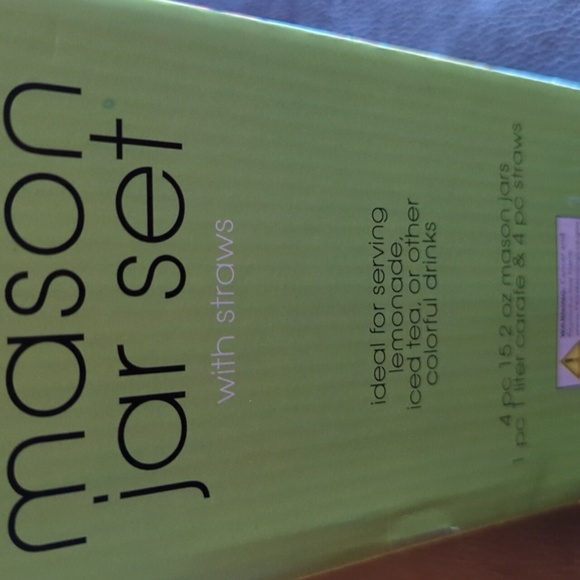 mason
jar set
with straws
ideal for serving
lemonade,
iced tea, or other
colorful drinks
4 pc 15.2 oz mason jars
1 pc 1 liter carafe & 4 pc straws